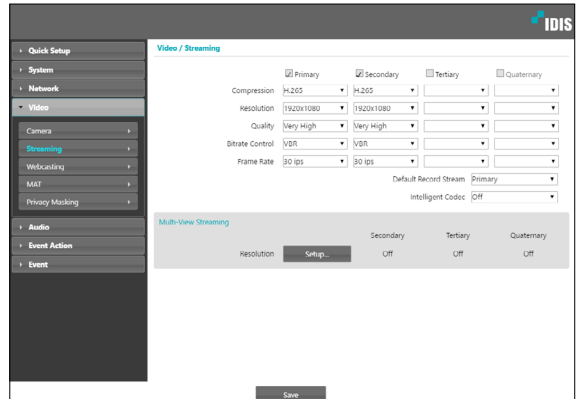 IDIS
Quick Setup
System
Network
Video
Camera
Streaming
Webcasting
MAT
Privacy Masking
Audio
Event Action
Event
Video / Streaming
Primary Secondary Tertiary Quaternary
Compression H.265 H.265
Resolution 1920x1080 1920x1080
Quality Very High Very High
Bitrate Control VBR VBR
Frame Rate 30 ips 30 ips
Default Record Stream Primary
Intelligent Codec Off
Multi-View Streaming
Secondary Tertiary Quaternary
Resolution Setup... Off Off Off
Save